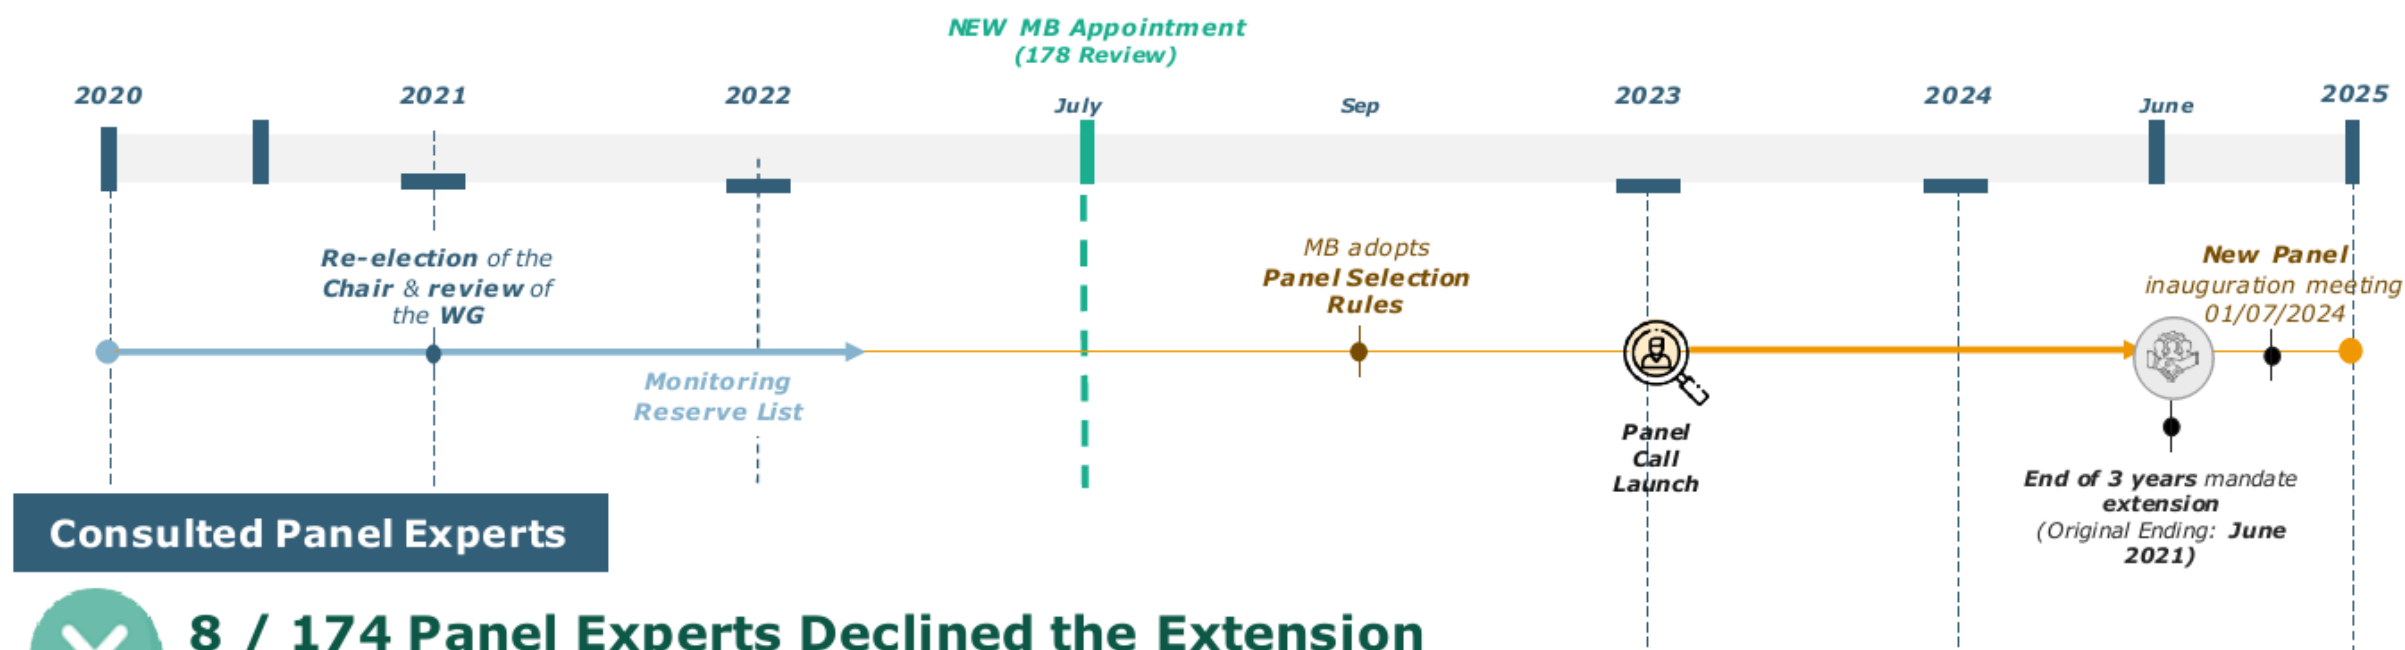 NEW MB Appointment
(178 Review)
2020
2021
2022
July
Sep
2023
2024
June
2025
Re-election of the
Chair & review of
the WG
MB adopts
Panel Selection
Rules
New Panel
inauguration meeting
01/07/2024
Monitoring
Reserve List
Panel
Call
Launch
End of 3 years mandate
extension
(Original Ending: June
2021)
Consulted Panel Experts
8 / 174 Panel Experts Declined the Extension